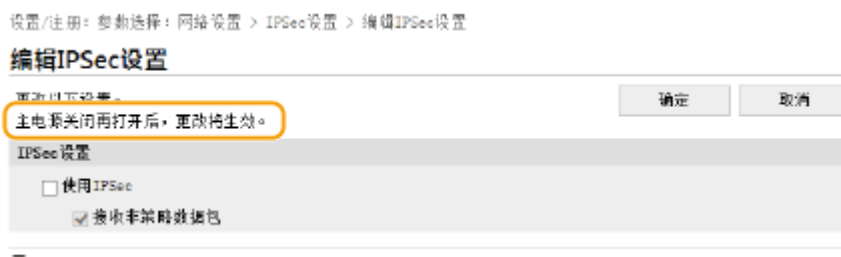 设置/注册：参数选择：网络设置 > IPSec设置 > 编辑IPSec设置
编辑IPSec设置
更改以下设置。
确定
取消
主电源关闭再打开后，更改将生效。
IPSec设置
使用IPSec
接收非策略数据包